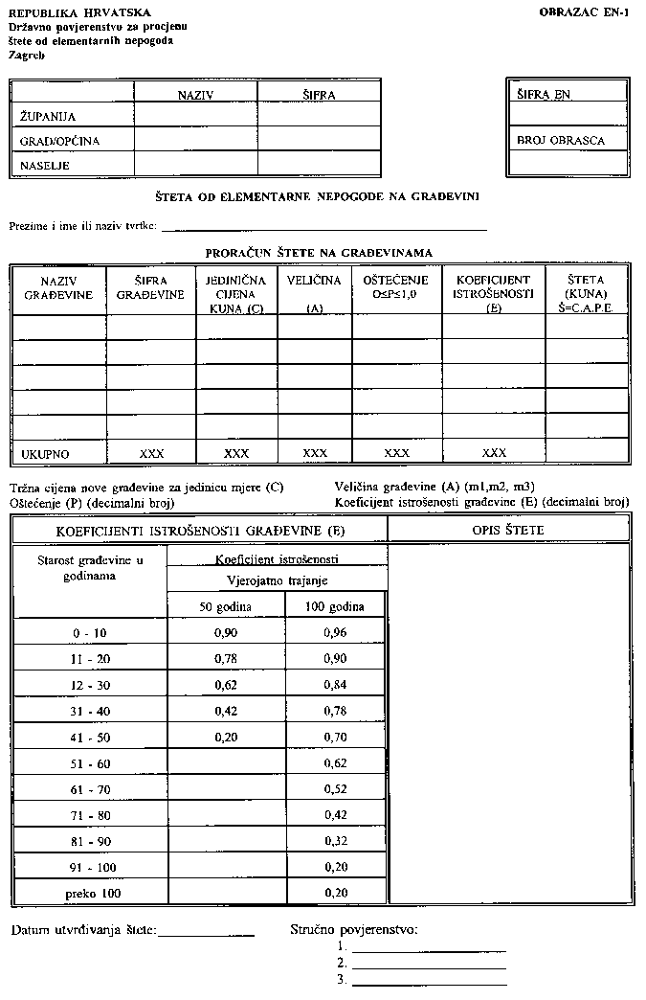 REPUBLIKA HRVATSKA
Državno povjerenstvo za procjenu
štete od elementarnih nepogoda
Zagreb
OBRAZAC EN-1
NAZIV ŠIFRA
ŽUPANIJA
GRAD/OPĆINA
NASELJE
ŠIFRA EN
BROJ OBRASCA
ŠTETA OD ELEMENTARNE NEPOGODE NA GRAĐEVINI
Prezime i ime ili naziv tvrtke:
PRORAČUN ŠTETE NA GRAĐEVINAMA
NAZIV GRAĐEVINE
ŠIFRA GRAĐEVINE
JEDINIČNA CIJENA KUNA (C)
VELIČINA (A)
OŠTEĆENJE O≤P≤1,0
KOEFICIJENT ISTROŠENOSTI (E)
ŠTETA (KUNA) Š=C.A.P.E.
UKUPNO XXX XXX XXX XXX XXX
Tržna cijena nove građevine za jedinicu mjere (C) Veličina građevine (A) (m1,m2, m3)
Oštećenje (P) (decimalni broj) Koeficijent istrošenosti građevine (E) (decimalni broj)
KOEFICIJENTI ISTROŠENOSTI GRAĐEVINE (E) OPIS ŠTETE
Starost građevine u godinama
Koeficijent istrošenosti
Vjerojatno trajanje
50 godina 100 godina
0 - 10 0,90 0,96
11 - 20 0,78 0,90
12 - 30 0,62 0,84
31 - 40 0,42 0,78
41 - 50 0,20 0,70
51 - 60 0,62
61 - 70 0,52
71 - 80 0,42
81 - 90 0,32
91 - 100 0,20
preko 100 0,20
Datum utvrđivanja štete:
Stručno povjerenstvo:
1.
2.
3.